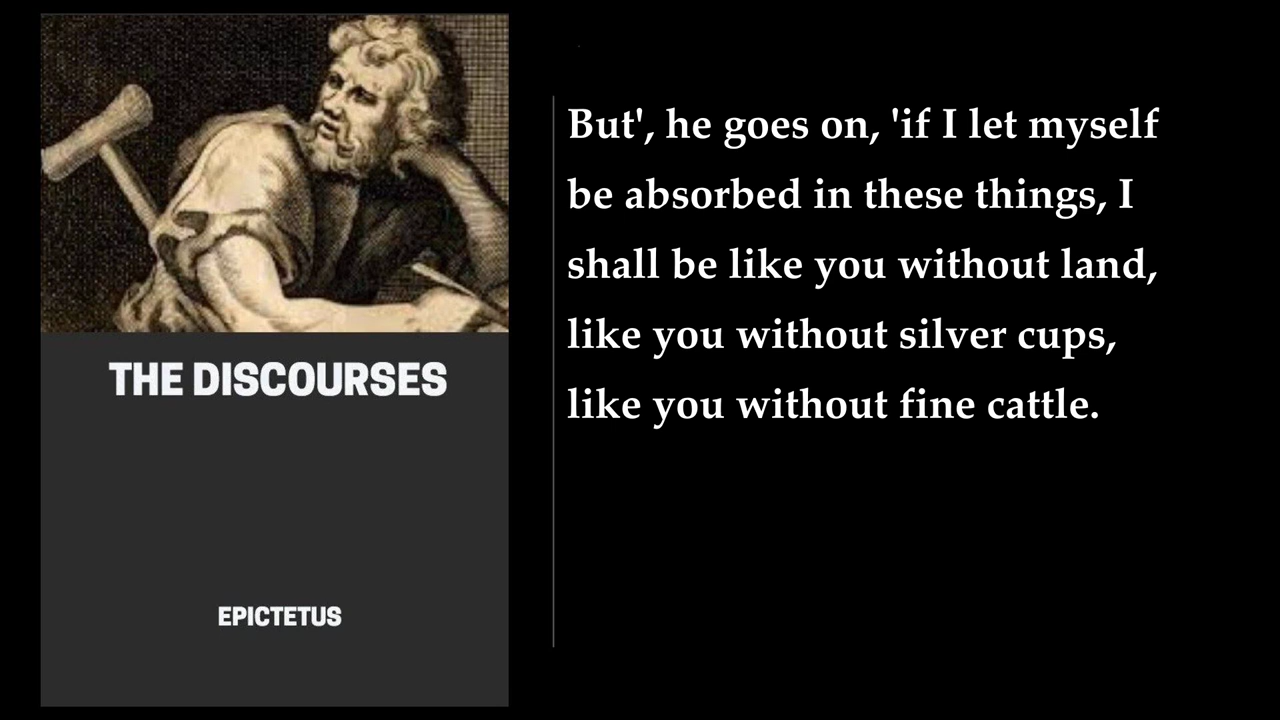 THE DISCOURSES
EPICTETUS
But', he goes on, 'if I let myself
be absorbed in these things, I
shall be like you without land,
like you without silver cups,
like you without fine cattle.